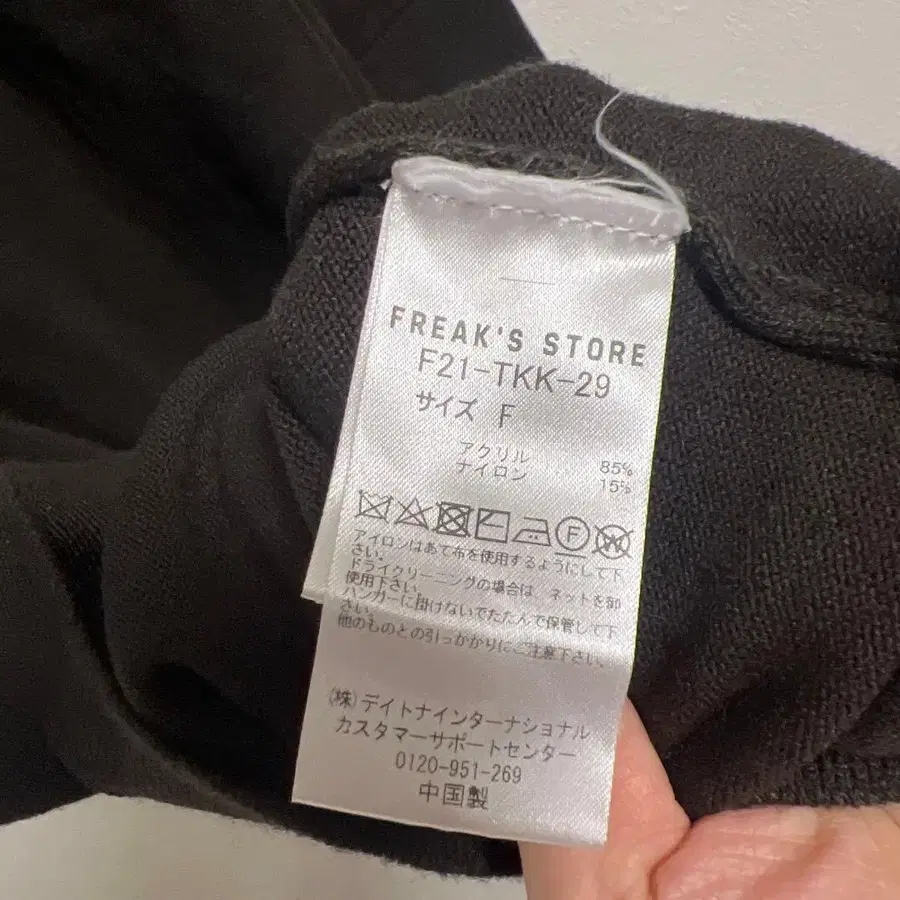 FREAK'S STORE
F21-TKK-29
サイズ F
アクリル 85%
ナイロン 15%
アイロンはあて布を使用するようにして下
さい。
ドライクリーニングの場合は、ネットを御
使用下さい。
ハンガーに掛けないでたたんで保管して下
さい。
他のものとの引っかかりにご注意下さい。
(株)デイトナインターナショナル
カスタマーサポートセンター
0120-951-269
中国製